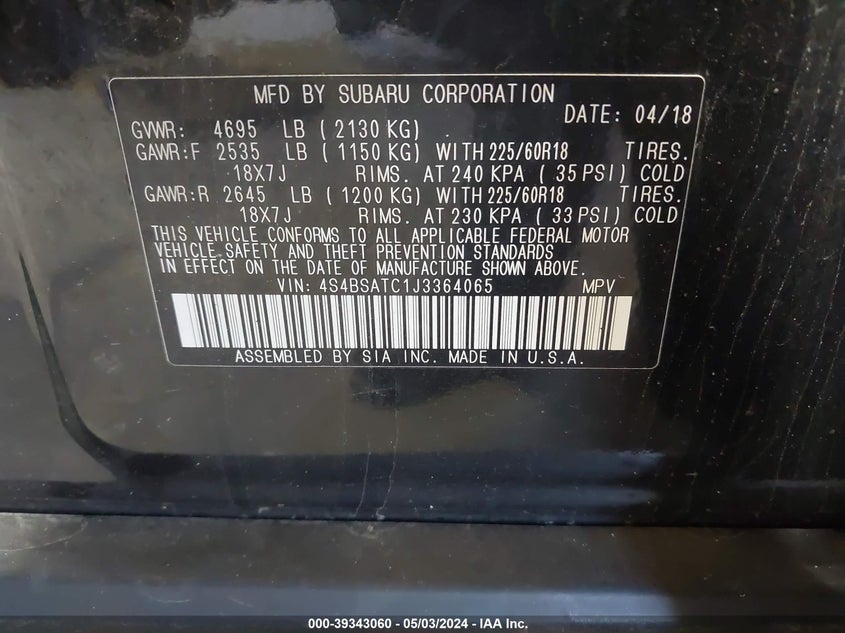 MFD BY SUBARU CORPORATION
DATE: 04/18
GVWR: 4695 LB ( 2130 KG)
GAWR:F 2535 LB ( 1150 KG) WITH 225/60R18 TIRES.
18X7J RIMS. AT 240 KPA ( 35 PSI) COLD
GAWR:R 2645 LB ( 1200 KG) WITH 225/60R18 TIRES.
18X7J RIMS. AT 230 KPA ( 33 PSI) COLD
THIS VEHICLE CONFORMS TO ALL APPLICABLE FEDERAL MOTOR
VEHICLE SAFETY AND THEFT PREVENTION STANDARDS
IN EFFECT ON THE DATE OF MANUFACTURE SHOWN ABOVE.
VIN: 4S4BSATC1J3364065 MPV
ASSEMBLED BY SIA INC. MADE IN U.S.A.
000-39343060 - 05/03/2024 - IAA Inc.